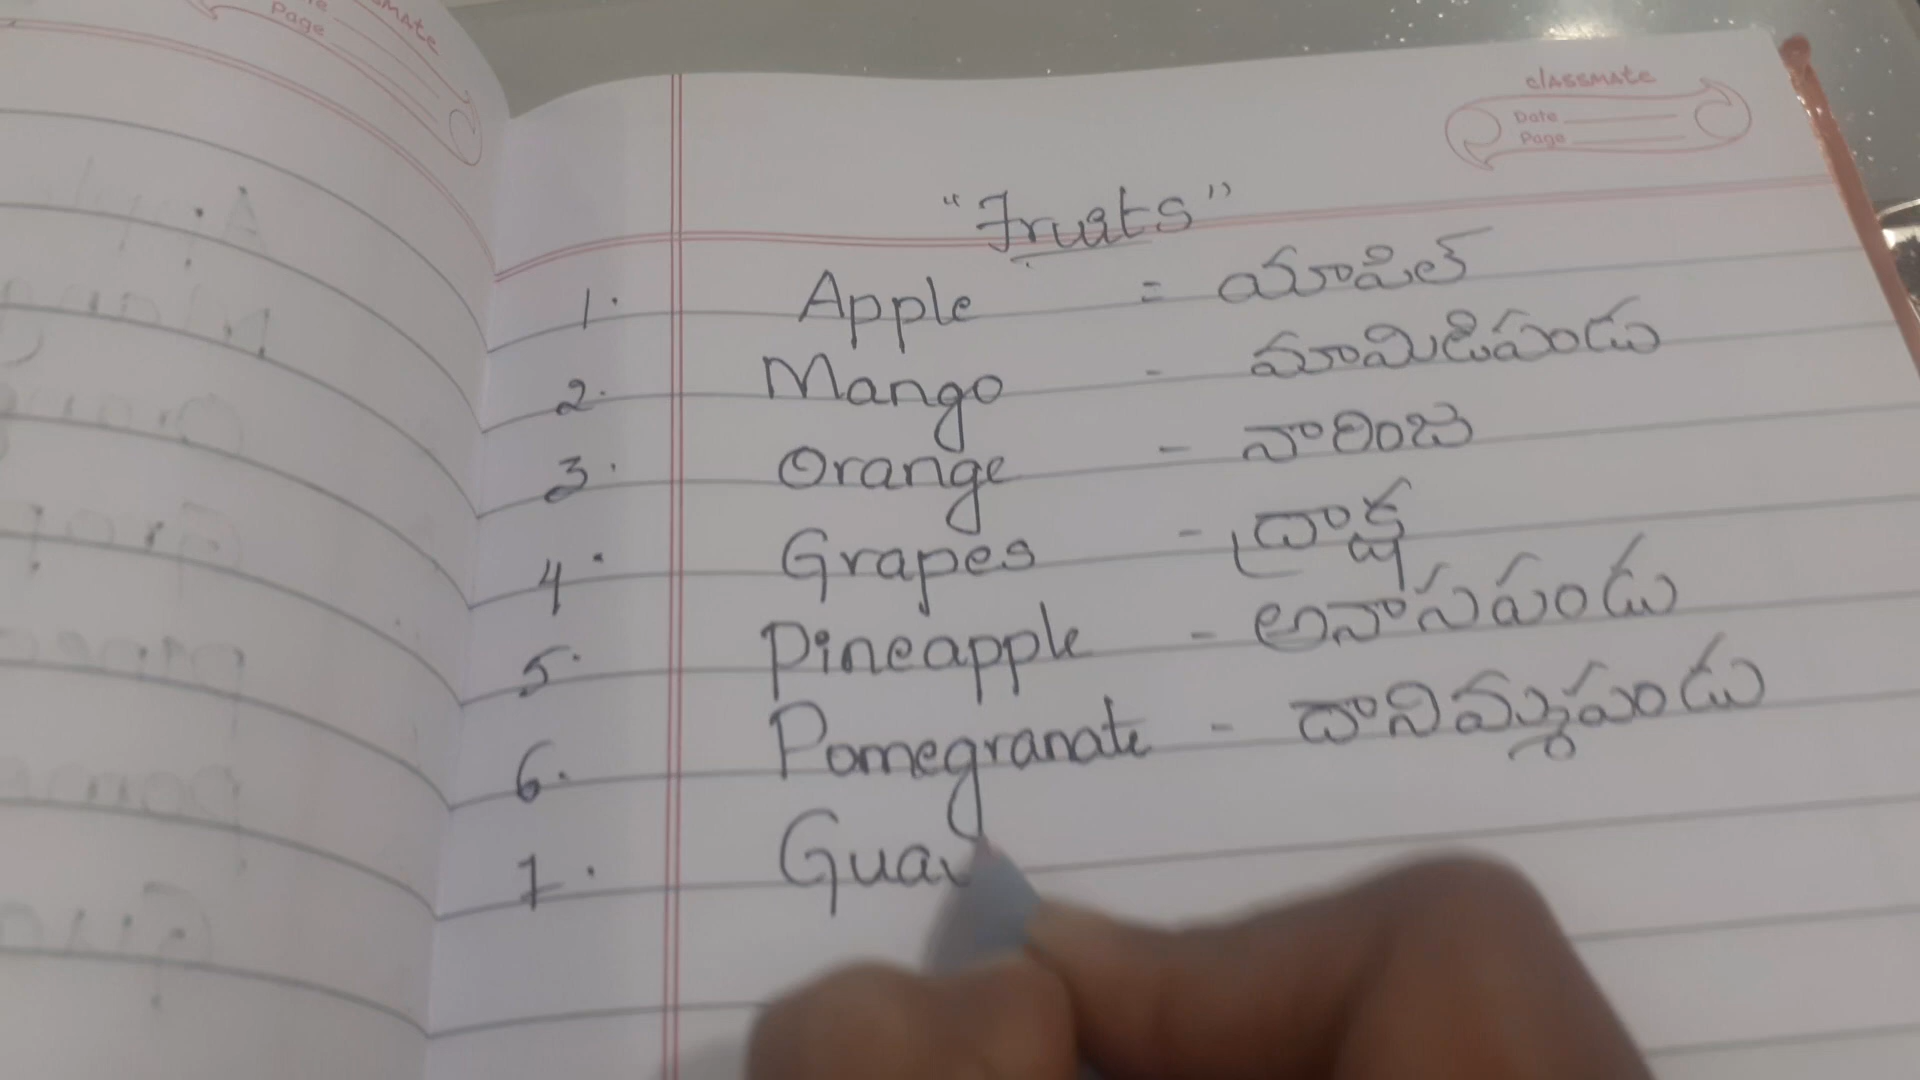 classmate
Date
Page
"Fruits"
1. Apple = యాపిల్
2. Mango - మామిడిపండు
3. Orange - నారింజ
4. Grapes - ద్రాక్ష
5. Pineapple - అనాసపండు
6. Pomegranate - దానిమ్మపండు
7. Guav